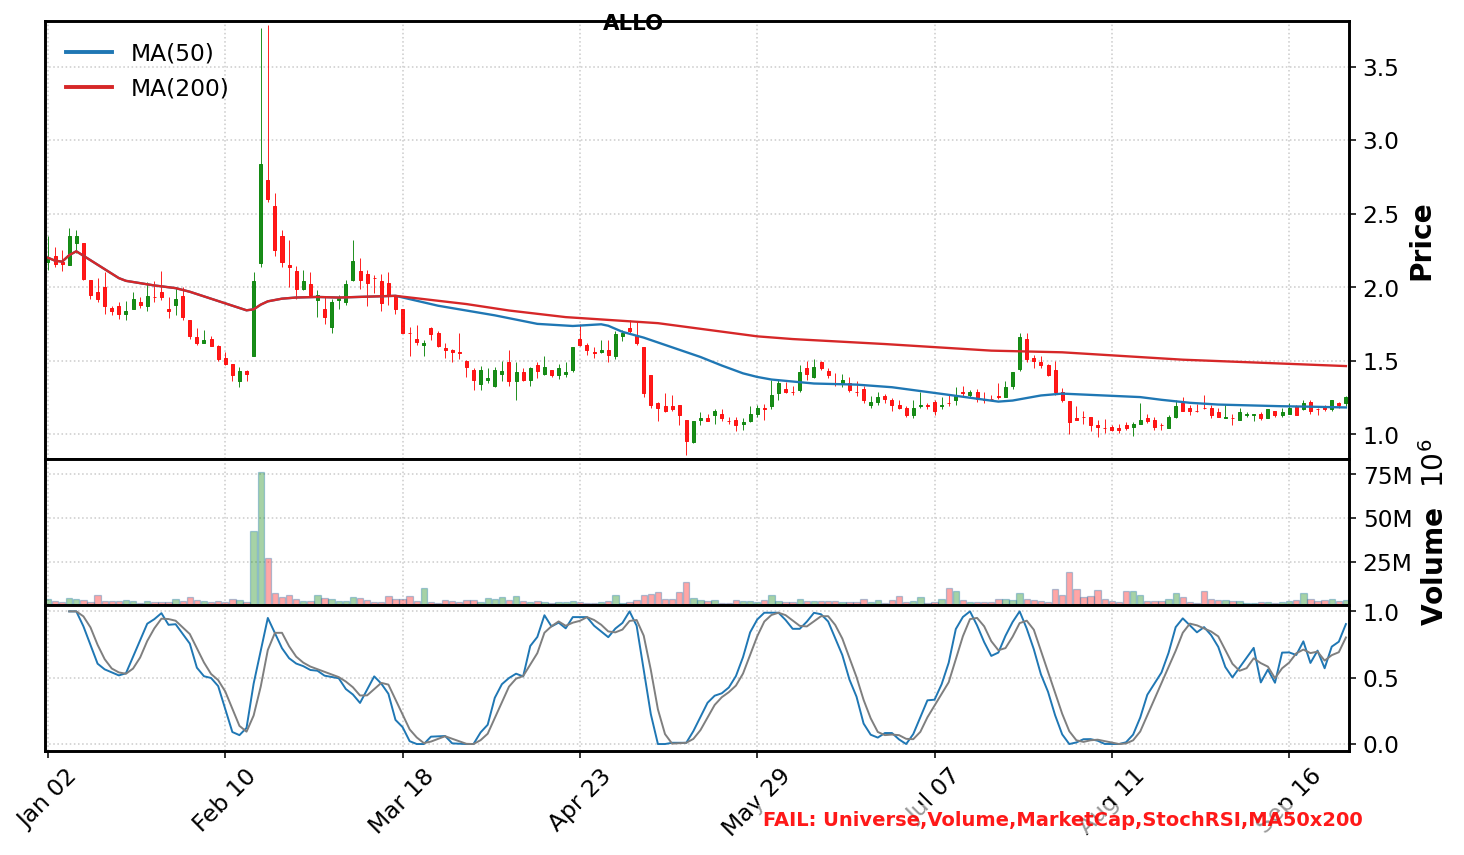 ALLO
MA(50)
MA(200)
3.5
3.0
2.5
2.0
1.5
1.0
Price
75M
50M
25M
Volume 10⁶
1.0
0.5
0.0
Jan 02
Feb 10
Mar 18
Apr 23
May 29
Jul 07
Aug 11
Sep 16
FAIL: Universe,Volume,MarketCap,StochRSI,MA50x200